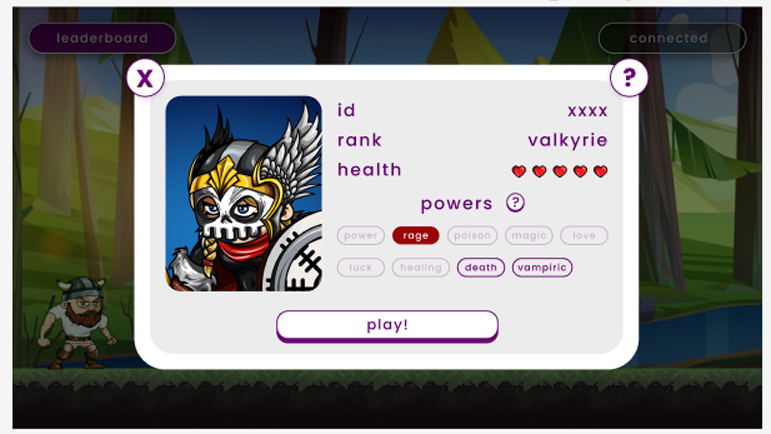 leaderboard connected
X ?
id xxxx
rank valkyrie
health
powers ?
power rage poison magic love
luck healing death vampiric
play!